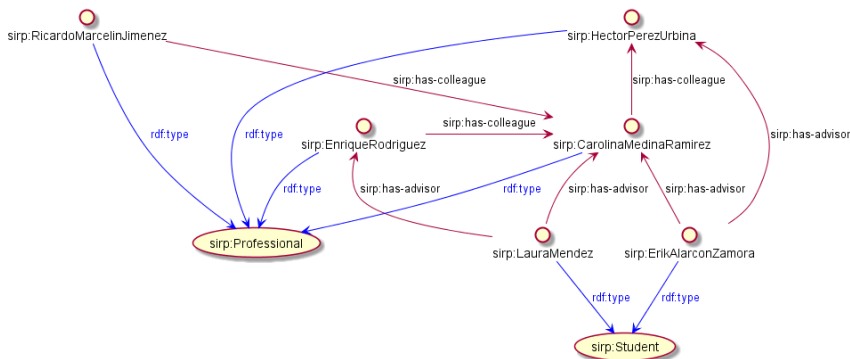 sirp:RicardoMarcelinJimenez
sirp:HectorPerezUrbina
sirp:has-colleague
sirp:has-colleague
sirp:has-colleague
rdf:type
rdf:type
sirp:has-advisor
sirp:EnriqueRodriguez
sirp:CarolinaMedinaRamirez
rdf:type
sirp:has-advisor
rdf:type
sirp:has-advisor
sirp:has-advisor
sirp:Professional
sirp:LauraMendez
sirp:ErikAlarconZamora
rdf:type
rdf:type
sirp:Student